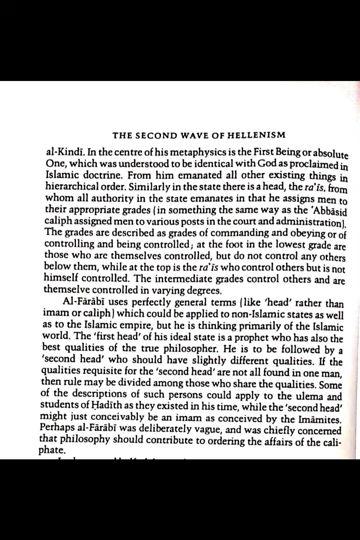 THE SECOND WAVE OF HELLENISM
al-Kindī. In the centre of his metaphysics is the First Being or absolute
One, which was understood to be identical with God as proclaimed in
Islamic doctrine. From him emanated all other existing things in
hierarchical order. Similarly in the state there is a head, the ra'īs, from
whom all authority in the state emanates in that he assigns men to
their appropriate grades (in something the same way as the 'Abbāsid
caliph assigned men to various posts in the court and administration).
The grades are described as grades of commanding and obeying or of
controlling and being controlled; at the foot in the lowest grade are
those who are themselves controlled, but do not control any others
below them, while at the top is the ra'īs who control others but is not
himself controlled. The intermediate grades control others and are
themselve controlled in varying degrees.
Al-Fārābī uses perfectly general terms (like 'head' rather than
imam or caliph) which could be applied to non-Islamic states as well
as to the Islamic empire, but he is thinking primarily of the Islamic
world. The 'first head' of his ideal state is a prophet who has also the
best qualities of the true philosopher. He is to be followed by a
'second head' who should have slightly different qualities. If the
qualities requisite for the 'second head' are not all found in one man,
then rule may be divided among those who share the qualities. Some
of the descriptions of such persons could apply to the ulema and
students of Ḥadīth as they existed in his time, while the 'second head'
might just conceivably be an imam as conceived by the Imāmites.
Perhaps al-Fārābī was deliberately vague, and was chiefly concerned
that philosophy should contribute to ordering the affairs of the cali-
phate.